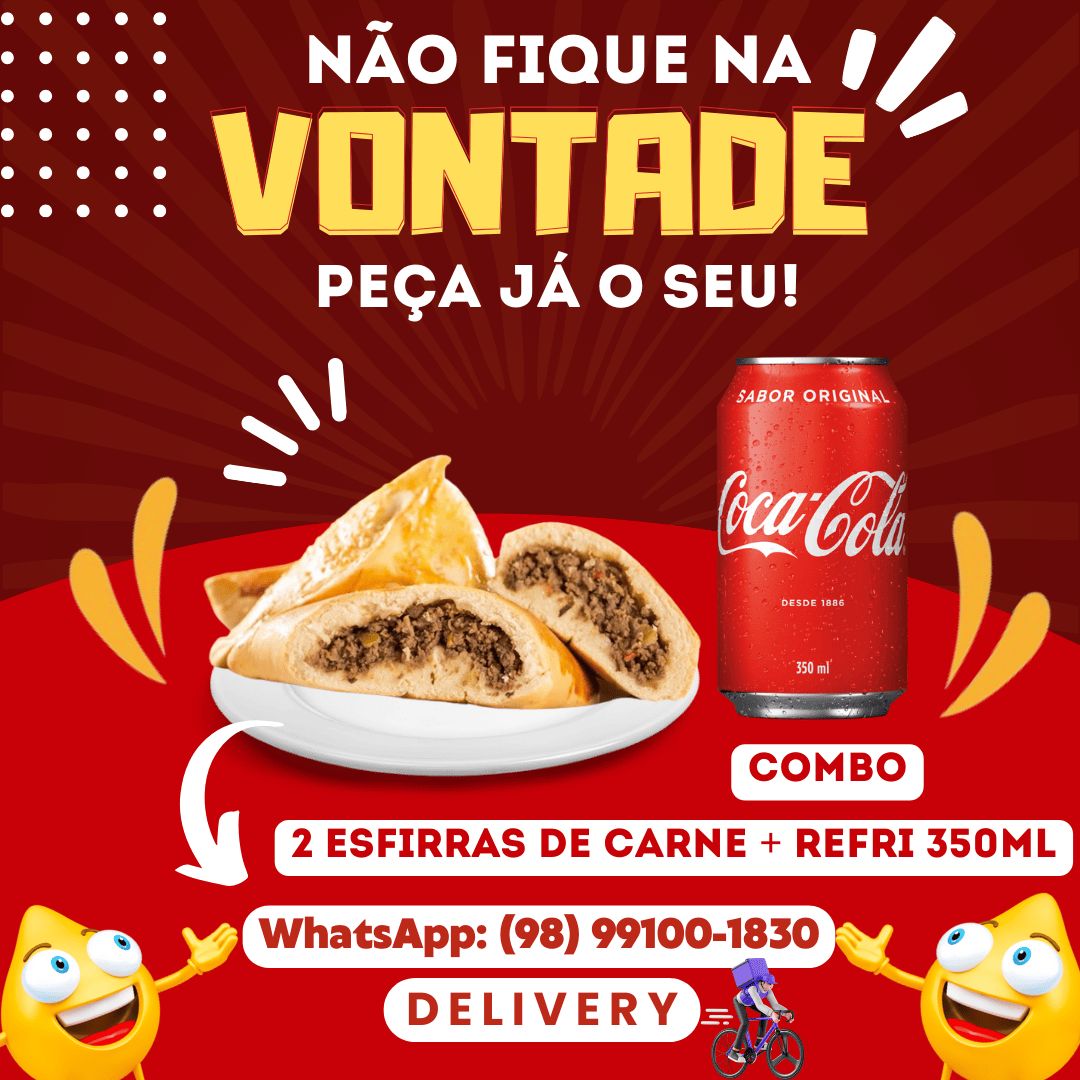 NÃO FIQUE NA
VONTADE
PEÇA JÁ O SEU!
SABOR ORIGINAL
Coca-Cola
DESDE 1886
350 ml
COMBO
2 ESFIRRAS DE CARNE + REFRI 350ML
WhatsApp: (98) 99100-1830
DELIVERY